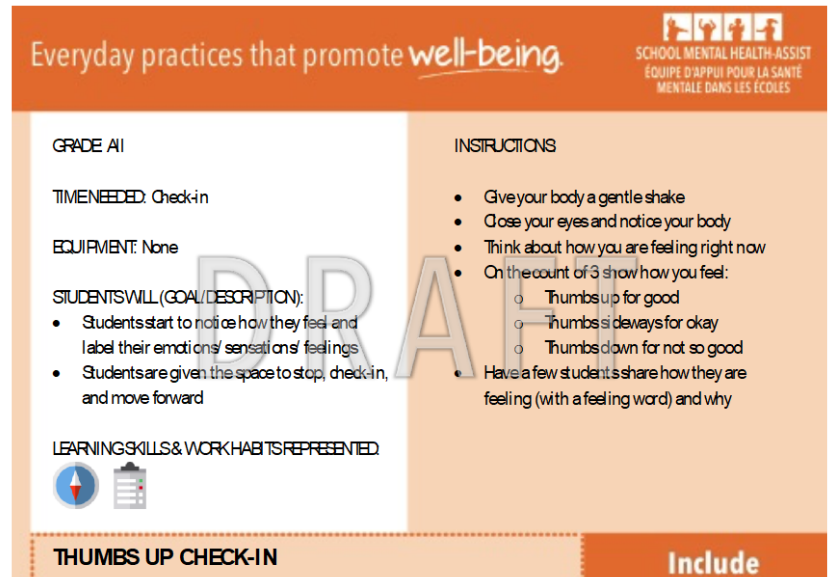 Everyday practices that promote well-being.
SCHOOL MENTAL HEALTH-ASSIST
ÉQUIPE D'APPUI POUR LA SANTÉ
MENTALE DANS LES ÉCOLES
GRADE: All
TIME NEEDED: Check-in
EQUIPMENT: None
STUDENTS WILL (GOAL/DESCRIPTION):
• Students start to notice how they feel and
label their emotions/ sensations/ feelings
• Students are given the space to stop, check-in,
and move forward
LEARNING SKILLS & WORK HABITS REPRESENTED:
INSTRUCTIONS:
• Give your body a gentle shake
• Close your eyes and notice your body
• Think about how you are feeling right now
• On the count of 3 show how you feel:
o Thumbs up for good
o Thumbs sideways for okay
o Thumbs down for not so good
• Have a few students share how they are
feeling (with a feeling word) and why
DRAFT
THUMBS UP CHECK-IN
Include